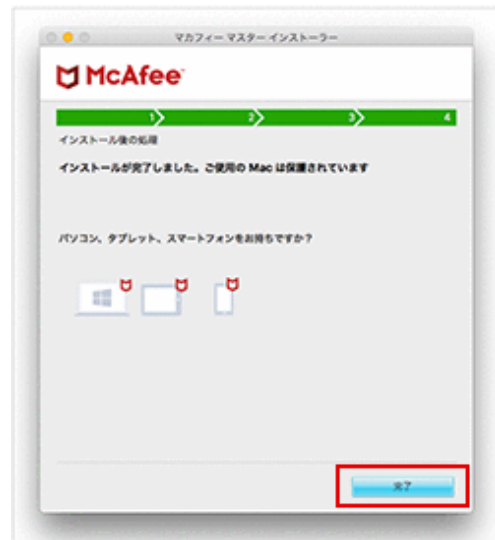 マカフィー マスター インストーラー
McAfee
1 2 3 4
インストール後の処理
インストールが完了しました。ご使用の Mac は保護されています
パソコン、タブレット、スマートフォンをお持ちですか？
完了